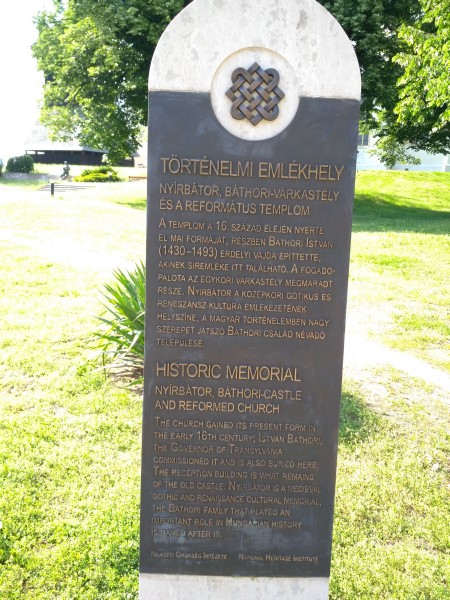 TÖRTÉNELMI EMLÉKHELY
NYÍRBÁTOR, BÁTHORI-VÁRKASTÉLY
ÉS A REFORMÁTUS TEMPLOM
A TEMPLOM A 16. SZÁZAD ELEJÉN NYERTE
EL MAI FORMÁJÁT, RÉSZBEN BÁTHORI ISTVÁN
(1430–1493) ERDÉLYI VAJDA ÉPÍTTETTE,
AKINEK SÍREMLÉKE ITT TALÁLHATÓ. A FOGADÓ-
PALOTA AZ EGYKORI VÁRKASTÉLY MEGMARADT
RÉSZE. NYÍRBÁTOR A KÖZÉPKORI GÓTIKUS ÉS
RENESZÁNSZ KULTÚRA EMLÉKEZETÉNEK
HELYSZÍNE, A MAGYAR TÖRTÉNELEMBEN NAGY
SZEREPET JÁTSZÓ BÁTHORI CSALÁD NÉVADÓ
TELEPÜLÉSE.
HISTORIC MEMORIAL
NYÍRBÁTOR, BÁTHORI-CASTLE
AND REFORMED CHURCH
THE CHURCH GAINED ITS PRESENT FORM IN
THE EARLY 16TH CENTURY; ISTVÁN BÁTHORI,
THE GOVERNOR OF TRANSYLVANIA
COMMISSIONED IT AND IS ALSO BURIED HERE.
THE RECEPTION BUILDING IS WHAT REMAINS
OF THE OLD CASTLE. NYÍRBÁTOR IS A MEDIEVAL
GOTHIC AND RENAISSANCE CULTURAL MEMORIAL;
THE BÁTHORI FAMILY THAT PLAYED AN
IMPORTANT ROLE IN HUNGARIAN HISTORY
IS NAMED AFTER IT.
NEMZETI ÖRÖKSÉG INTÉZETE NATIONAL HERITAGE INSTITUTE